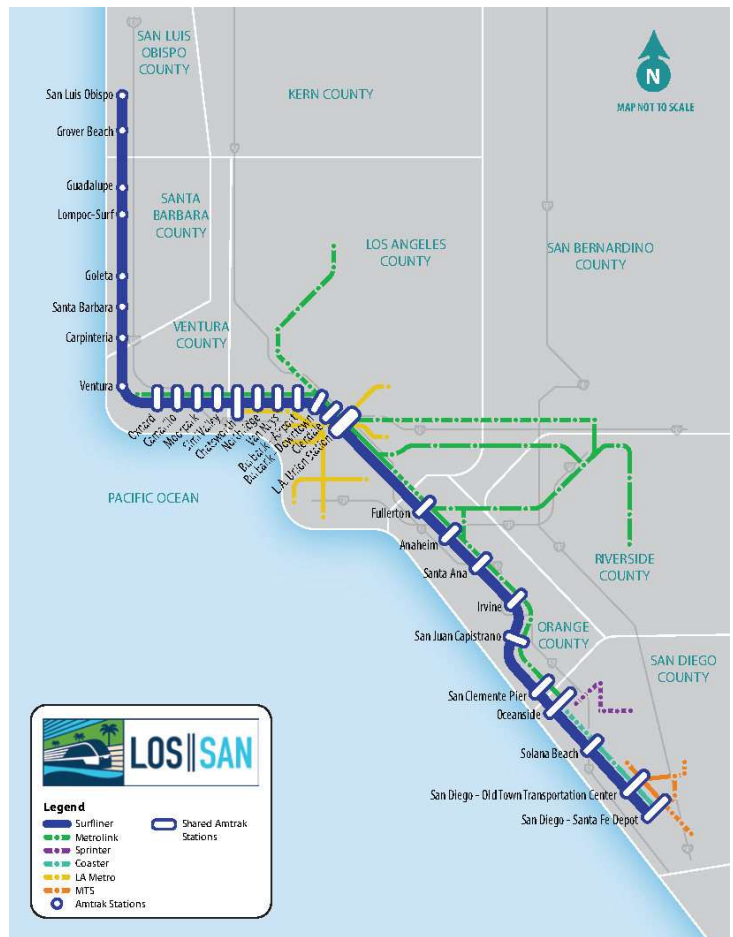 SAN LUIS
OBISPO
COUNTY
KERN COUNTY
N
MAP NOT TO SCALE
San Luis Obispo
Grover Beach
Guadalupe
Lompoc-Surf
SANTA
BARBARA
COUNTY
LOS ANGELES
COUNTY
SAN BERNARDINO
COUNTY
Goleta
Santa Barbara
Carpinteria
VENTURA
COUNTY
Ventura
Oxnard
Camarillo
Moorpark
Simi Valley
Chatsworth
Northridge
Van Nuys
Burbank - Airport
Burbank - Downtown
Glendale
L.A. Union Station
PACIFIC OCEAN
Fullerton
Anaheim
Santa Ana
RIVERSIDE
COUNTY
Irvine
San Juan Capistrano
ORANGE
COUNTY
SAN DIEGO
COUNTY
San Clemente Pier
Oceanside
Solana Beach
San Diego - Old Town Transportation Center
San Diego - Santa Fe Depot
LOS SAN
Legend
Surfliner
Metrolink
Sprinter
Coaster
LA Metro
MTS
Amtrak Stations
Shared Amtrak
Stations